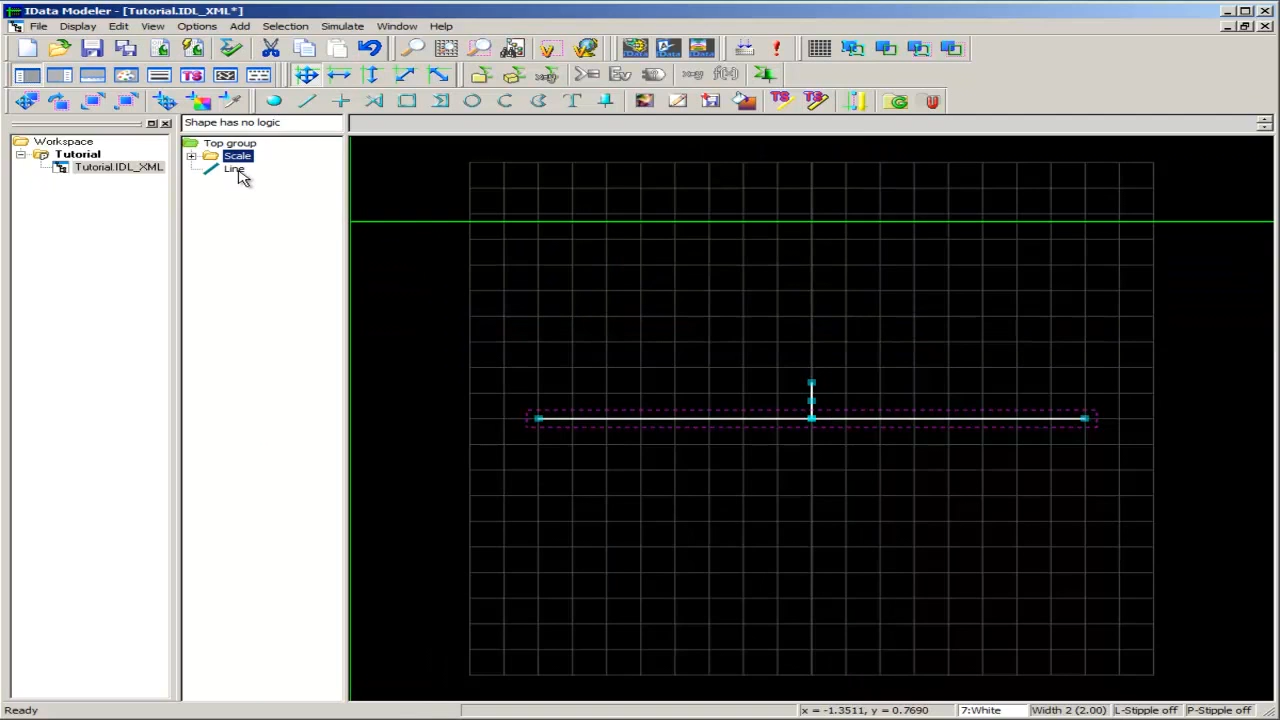 IData Modeler - [Tutorial.IDL_XML*]
File Display Edit View Options Add Selection Simulate Window Help
Shape has no logic
Workspace
Tutorial
Tutorial.IDL_XML
Top group
Scale
Line
Ready
x = -1.3511, y = 0.7690
7:White
Width 2 (2.00)
L-Stipple off
P-Stipple off